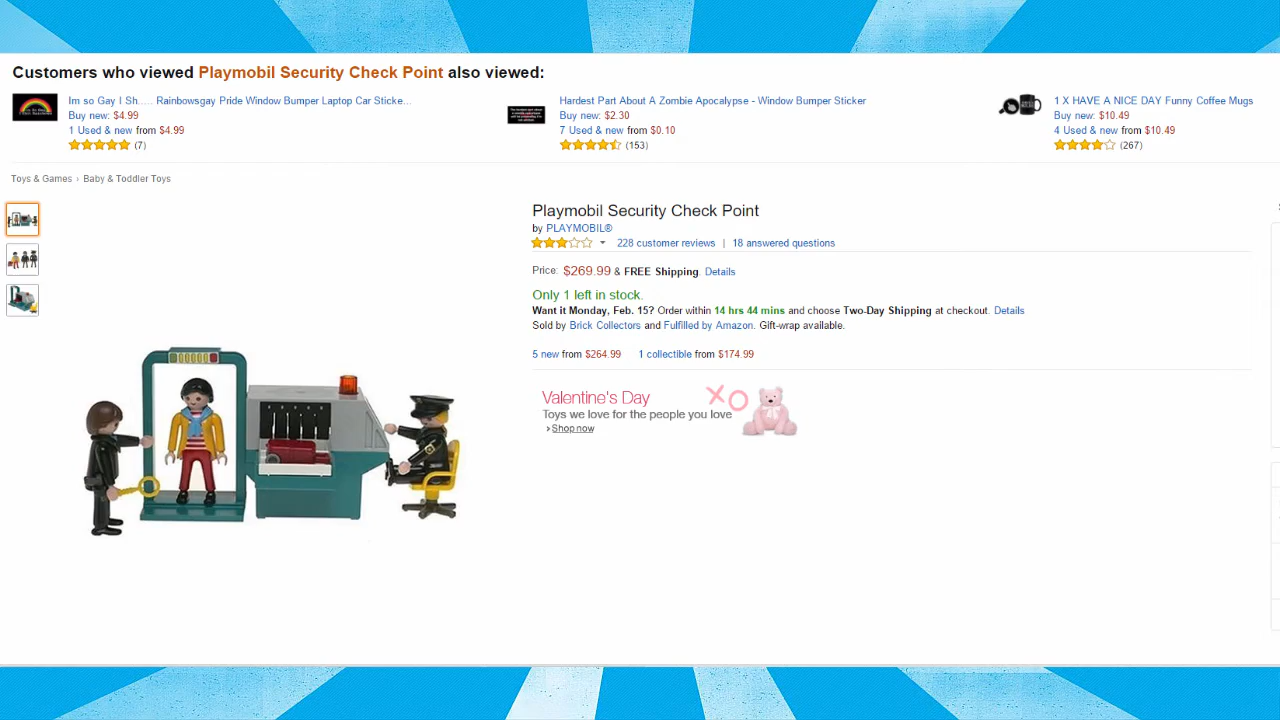 Customers who viewed Playmobil Security Check Point also viewed:
Im so Gay I Sh..... Rainbowsgay Pride Window Bumper Laptop Car Sticke...
Buy new: $4.99
1 Used & new from $4.99
(7)
Hardest Part About A Zombie Apocalypse - Window Bumper Sticker
Buy new: $2.30
7 Used & new from $0.10
(153)
1 X HAVE A NICE DAY Funny Coffee Mugs
Buy new: $10.49
4 Used & new from $10.49
(267)
Toys & Games › Baby & Toddler Toys
Playmobil Security Check Point
by PLAYMOBIL®
228 customer reviews | 18 answered questions
Price: $269.99 & FREE Shipping. Details
Only 1 left in stock.
Want it Monday, Feb. 15? Order within 14 hrs 44 mins and choose Two-Day Shipping at checkout. Details
Sold by Brick Collectors and Fulfilled by Amazon. Gift-wrap available.
5 new from $264.99 1 collectible from $174.99
Valentine's Day
XO
Toys we love for the people you love
› Shop now